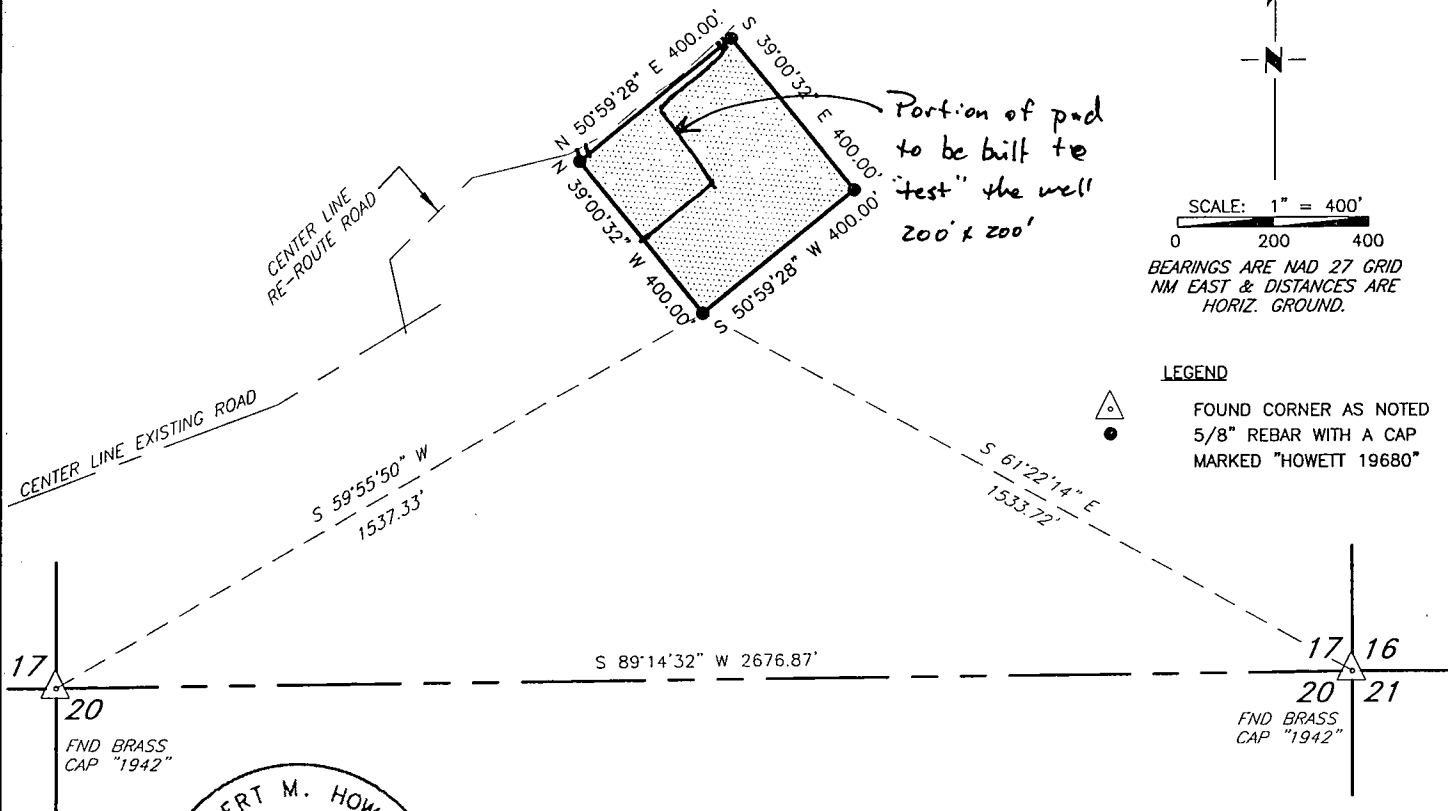 N 50°59'28" E 400.00'
S 39°00'32" E 400.00'
N 39°00'32" W 400.00'
S 50°59'28" W 400.00'
Portion of pad
to be built to
"test" the well
200' x 200'
N
SCALE: 1" = 400'
0 200 400
BEARINGS ARE NAD 27 GRID
NM EAST & DISTANCES ARE
HORIZ. GROUND.
LEGEND
FOUND CORNER AS NOTED
5/8" REBAR WITH A CAP
MARKED "HOWETT 19680"
CENTER LINE
RE-ROUTE ROAD
CENTER LINE EXISTING ROAD
S 59°55'50" W
1537.33'
S 61°22'14" E
1533.72'
S 89°14'32" W 2676.87'
17
20
FND BRASS
CAP "1942"
17 16
20 21
FND BRASS
CAP "1942"
ERT M. HOW